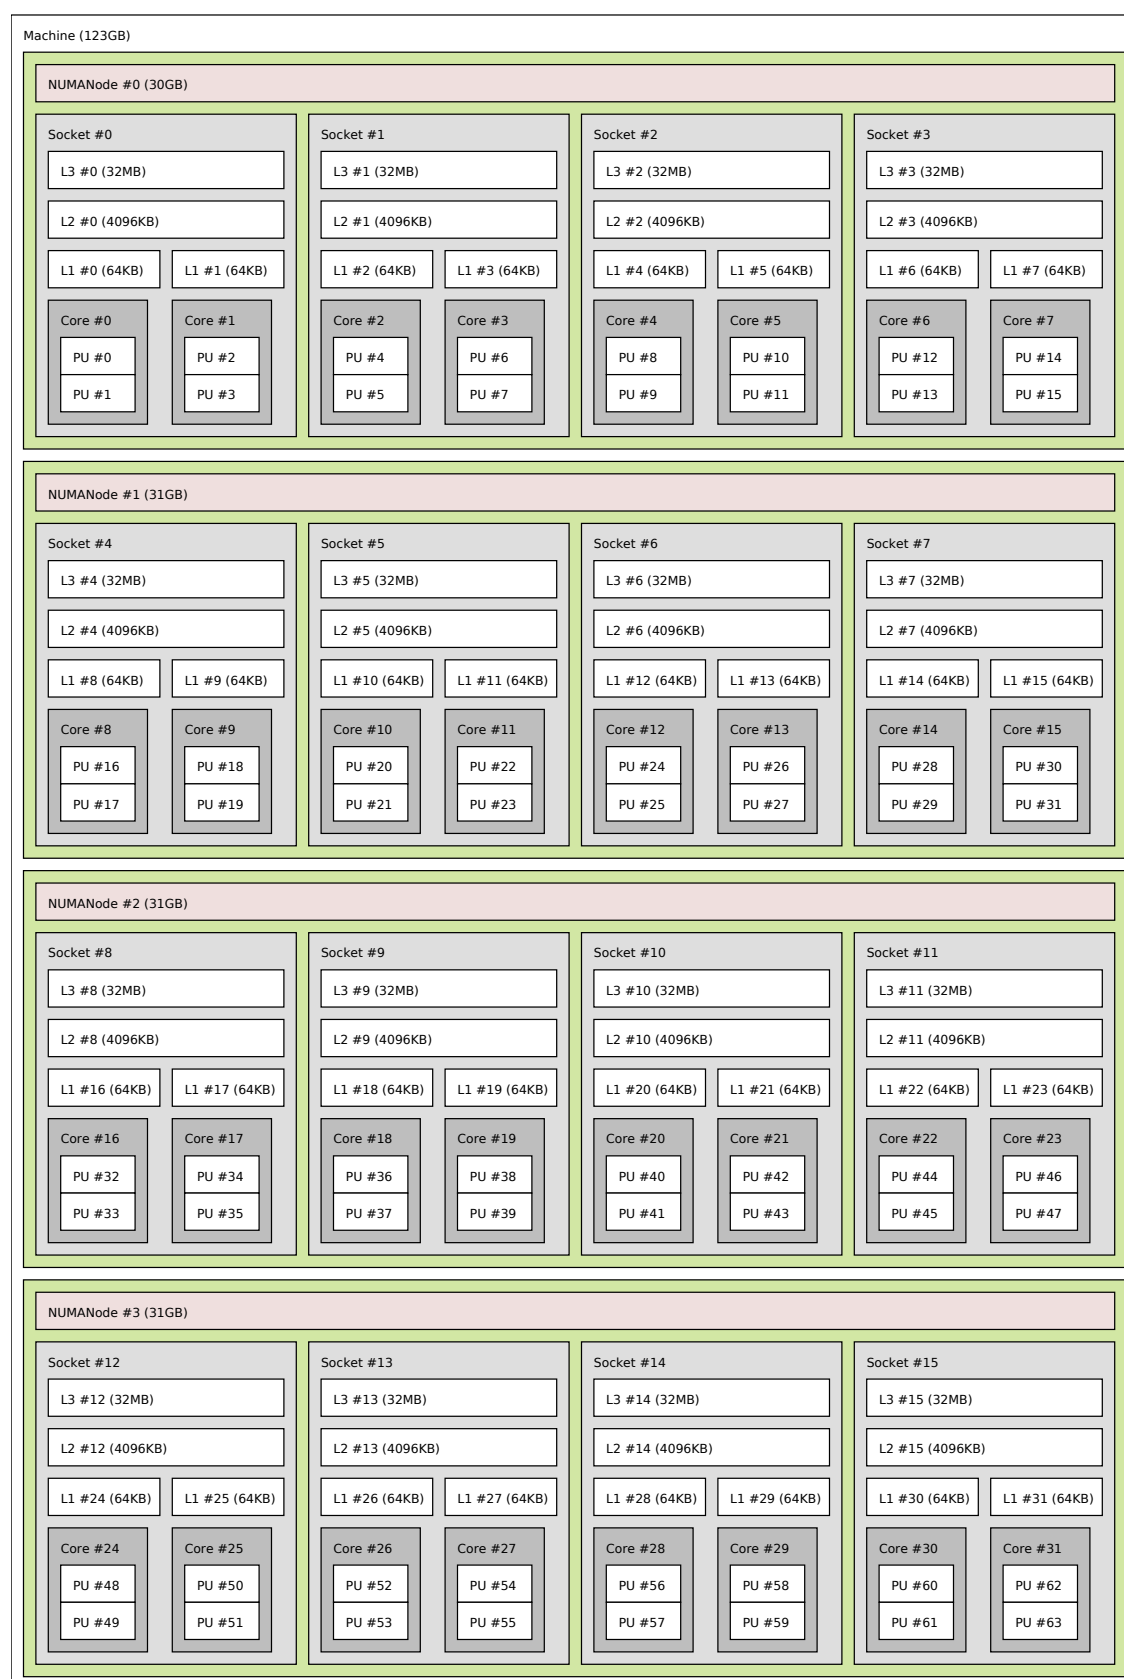 Machine (123GB)
NUMANode #0 (30GB)
Socket #0 Socket #1 Socket #2 Socket #3
L3 #0 (32MB) L3 #1 (32MB) L3 #2 (32MB) L3 #3 (32MB)
L2 #0 (4096KB) L2 #1 (4096KB) L2 #2 (4096KB) L2 #3 (4096KB)
L1 #0 (64KB) L1 #1 (64KB) L1 #2 (64KB) L1 #3 (64KB) L1 #4 (64KB) L1 #5 (64KB) L1 #6 (64KB) L1 #7 (64KB)
Core #0 Core #1 Core #2 Core #3 Core #4 Core #5 Core #6 Core #7
PU #0 PU #2 PU #4 PU #6 PU #8 PU #10 PU #12 PU #14
PU #1 PU #3 PU #5 PU #7 PU #9 PU #11 PU #13 PU #15
NUMANode #1 (31GB)
Socket #4 Socket #5 Socket #6 Socket #7
L3 #4 (32MB) L3 #5 (32MB) L3 #6 (32MB) L3 #7 (32MB)
L2 #4 (4096KB) L2 #5 (4096KB) L2 #6 (4096KB) L2 #7 (4096KB)
L1 #8 (64KB) L1 #9 (64KB) L1 #10 (64KB) L1 #11 (64KB) L1 #12 (64KB) L1 #13 (64KB) L1 #14 (64KB) L1 #15 (64KB)
Core #8 Core #9 Core #10 Core #11 Core #12 Core #13 Core #14 Core #15
PU #16 PU #18 PU #20 PU #22 PU #24 PU #26 PU #28 PU #30
PU #17 PU #19 PU #21 PU #23 PU #25 PU #27 PU #29 PU #31
NUMANode #2 (31GB)
Socket #8 Socket #9 Socket #10 Socket #11
L3 #8 (32MB) L3 #9 (32MB) L3 #10 (32MB) L3 #11 (32MB)
L2 #8 (4096KB) L2 #9 (4096KB) L2 #10 (4096KB) L2 #11 (4096KB)
L1 #16 (64KB) L1 #17 (64KB) L1 #18 (64KB) L1 #19 (64KB) L1 #20 (64KB) L1 #21 (64KB) L1 #22 (64KB) L1 #23 (64KB)
Core #16 Core #17 Core #18 Core #19 Core #20 Core #21 Core #22 Core #23
PU #32 PU #34 PU #36 PU #38 PU #40 PU #42 PU #44 PU #46
PU #33 PU #35 PU #37 PU #39 PU #41 PU #43 PU #45 PU #47
NUMANode #3 (31GB)
Socket #12 Socket #13 Socket #14 Socket #15
L3 #12 (32MB) L3 #13 (32MB) L3 #14 (32MB) L3 #15 (32MB)
L2 #12 (4096KB) L2 #13 (4096KB) L2 #14 (4096KB) L2 #15 (4096KB)
L1 #24 (64KB) L1 #25 (64KB) L1 #26 (64KB) L1 #27 (64KB) L1 #28 (64KB) L1 #29 (64KB) L1 #30 (64KB) L1 #31 (64KB)
Core #24 Core #25 Core #26 Core #27 Core #28 Core #29 Core #30 Core #31
PU #48 PU #50 PU #52 PU #54 PU #56 PU #58 PU #60 PU #62
PU #49 PU #51 PU #53 PU #55 PU #57 PU #59 PU #61 PU #63